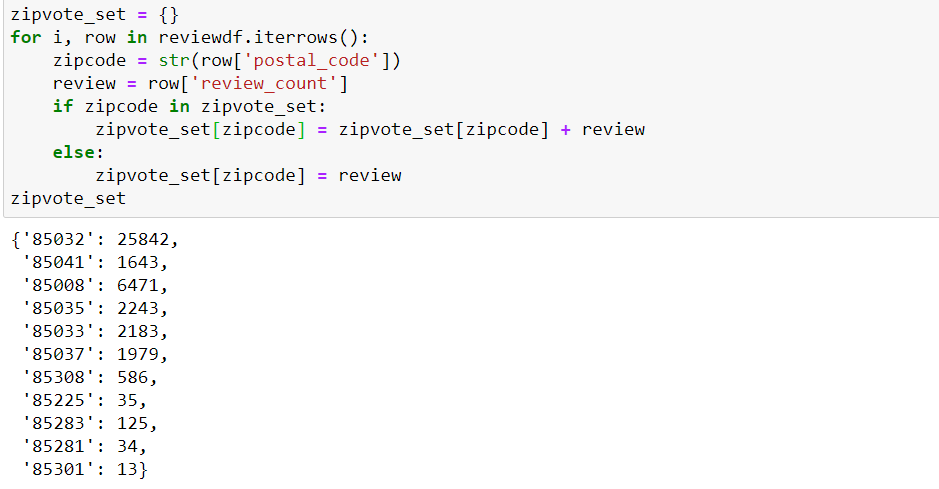 zipvote_set = {}
for i, row in reviewdf.iterrows():
    zipcode = str(row['postal_code'])
    review = row['review_count']
    if zipcode in zipvote_set:
        zipvote_set[zipcode] = zipvote_set[zipcode] + review
    else:
        zipvote_set[zipcode] = review
zipvote_set
{'85032': 25842,
 '85041': 1643,
 '85008': 6471,
 '85035': 2243,
 '85033': 2183,
 '85037': 1979,
 '85308': 586,
 '85225': 35,
 '85283': 125,
 '85281': 34,
 '85301': 13}